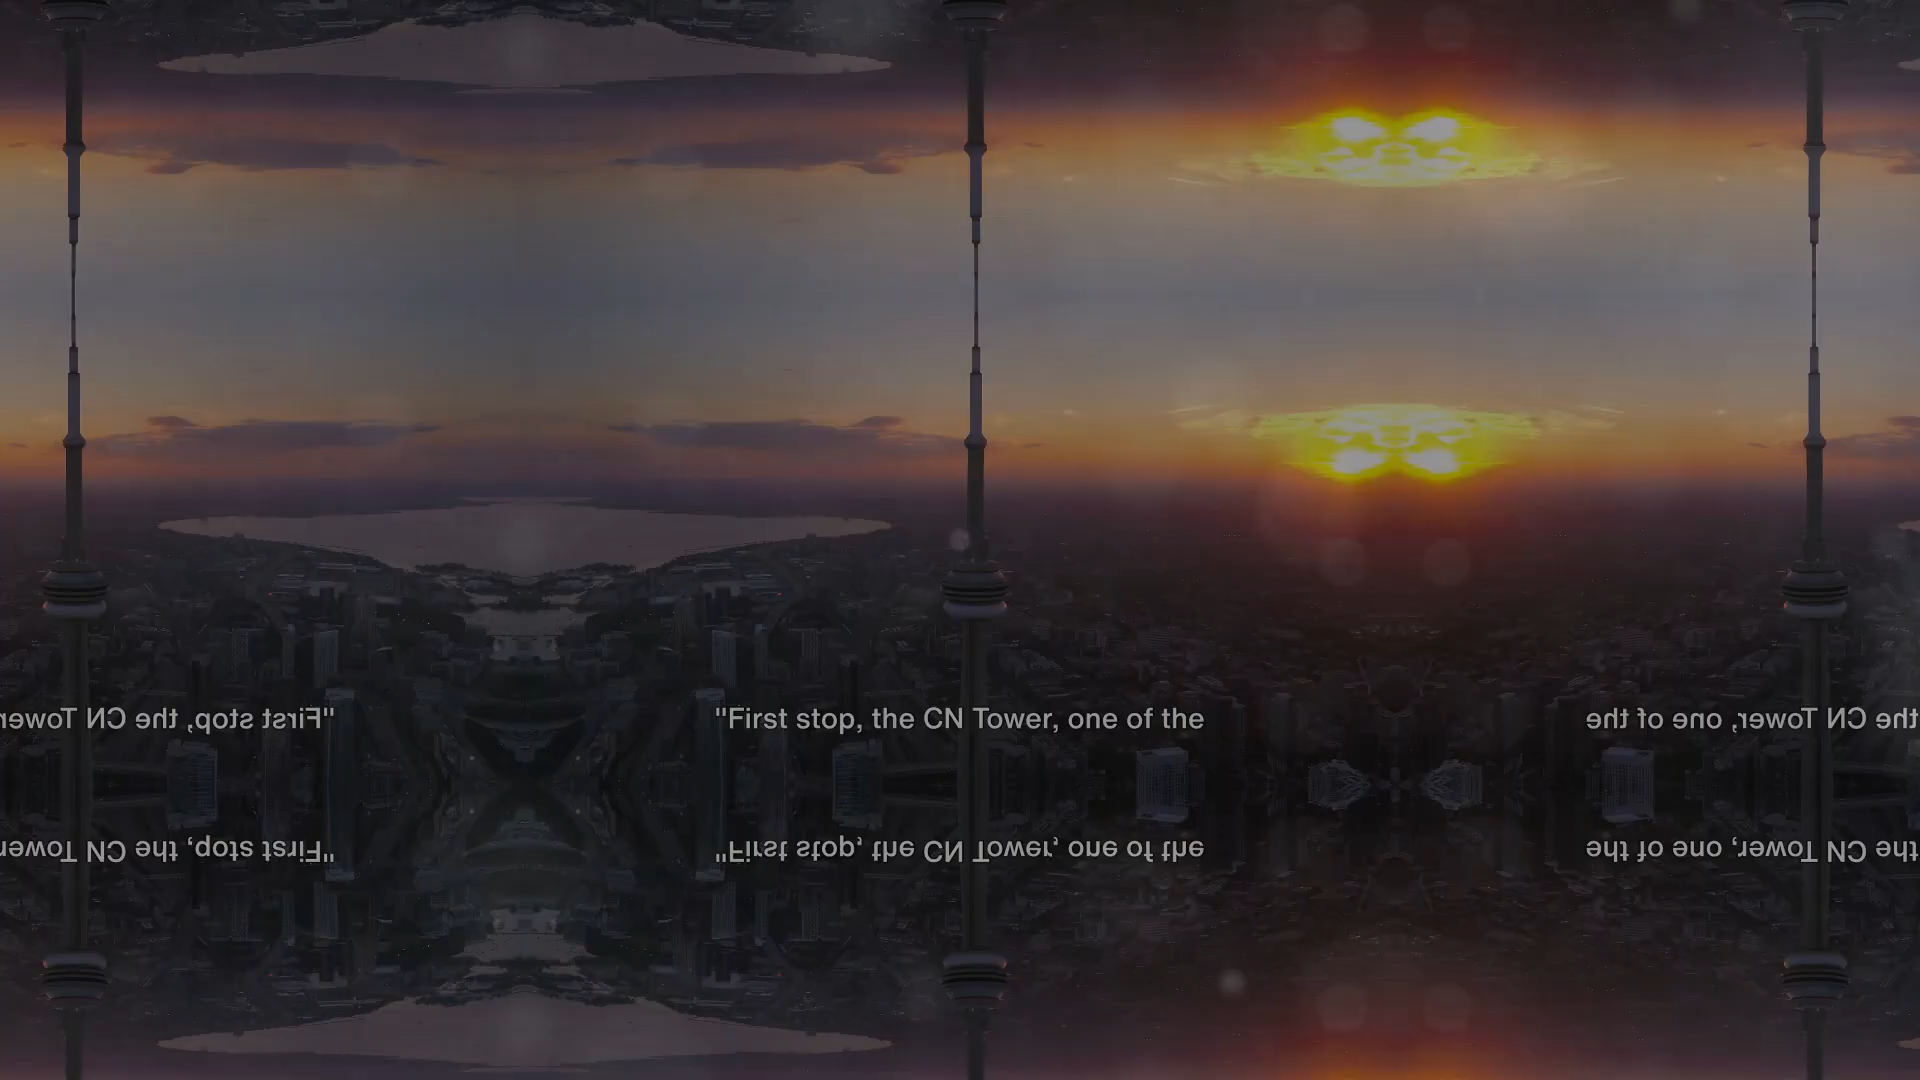 "First stop, the CN Tower, one of the